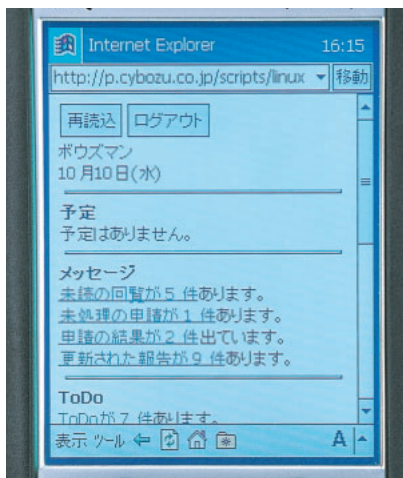 Internet Explorer 16:15
http://p.cybozu.co.jp/scripts/linux 移動
再読込 ログアウト
ボウズマン
10月10日(水)
予定
予定はありません。
メッセージ
未読の回覧が5 件あります。
未処理の申請が1 件あります。
申請の結果が2 件出ています。
更新された報告が9 件あります。
ToDo
ToDoが7 件あります。
表示 ツール A